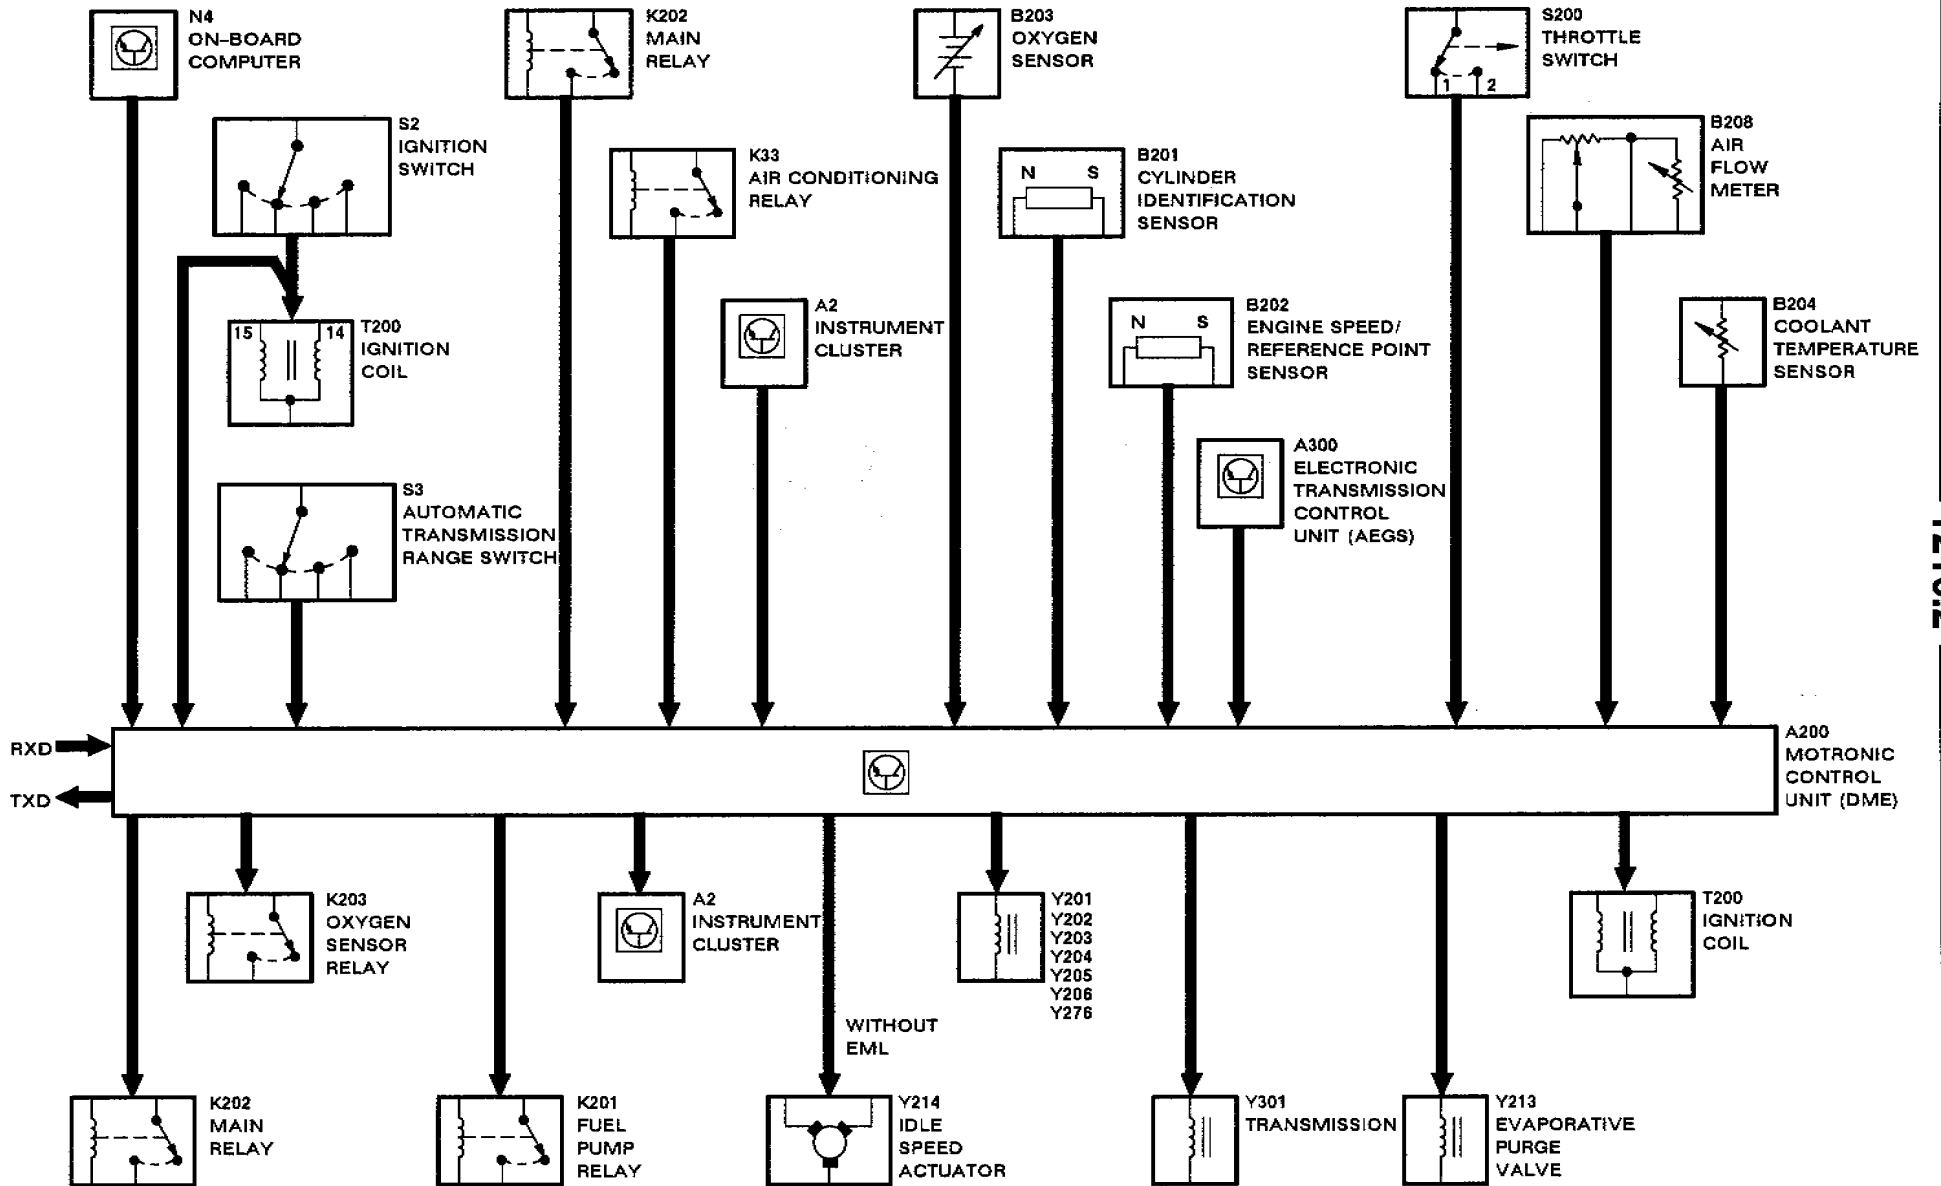 N4
ON-BOARD
COMPUTER
K202
MAIN
RELAY
B203
OXYGEN
SENSOR
S200
THROTTLE
SWITCH
1 2
S2
IGNITION
SWITCH
K33
AIR CONDITIONING
RELAY
N S
B201
CYLINDER
IDENTIFICATION
SENSOR
B208
AIR
FLOW
METER
15 14
T200
IGNITION
COIL
A2
INSTRUMENT
CLUSTER
N S
B202
ENGINE SPEED/
REFERENCE POINT
SENSOR
B204
COOLANT
TEMPERATURE
SENSOR
A300
ELECTRONIC
TRANSMISSION
CONTROL
UNIT (AEGS)
S3
AUTOMATIC
TRANSMISSION
RANGE SWITCH
RXD
TXD
A200
MOTRONIC
CONTROL
UNIT (DME)
K203
OXYGEN
SENSOR
RELAY
A2
INSTRUMENT
CLUSTER
Y201
Y202
Y203
Y204
Y205
Y206
Y276
T200
IGNITION
COIL
WITHOUT
EML
K202
MAIN
RELAY
K201
FUEL
PUMP
RELAY
Y214
IDLE
SPEED
ACTUATOR
Y301
TRANSMISSION
Y213
EVAPORATIVE
PURGE
VALVE